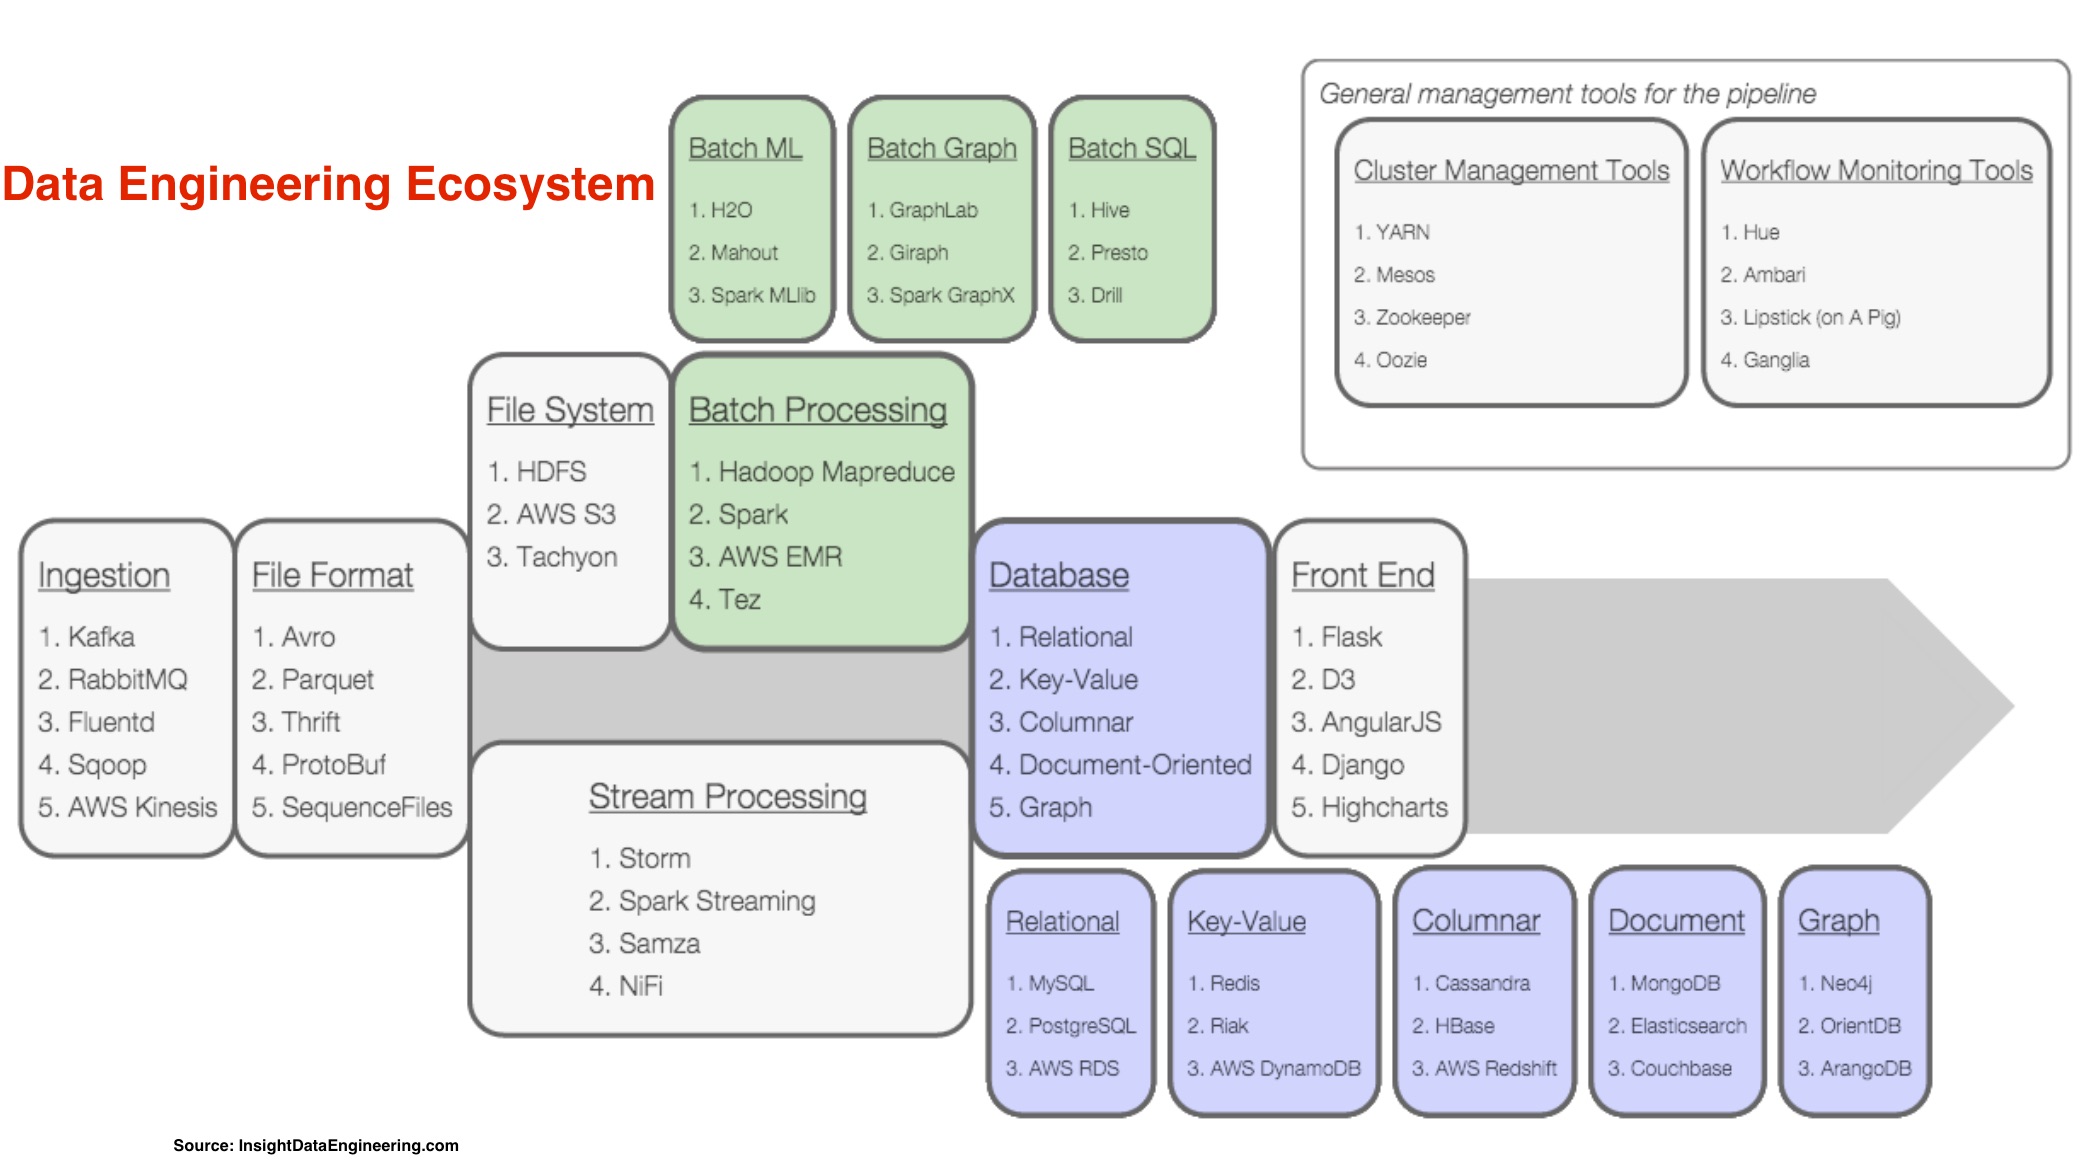 Data Engineering Ecosystem
Batch ML
1. H2O
2. Mahout
3. Spark MLlib
Batch Graph
1. GraphLab
2. Giraph
3. Spark GraphX
Batch SQL
1. Hive
2. Presto
3. Drill
General management tools for the pipeline
Cluster Management Tools
1. YARN
2. Mesos
3. Zookeeper
4. Oozie
Workflow Monitoring Tools
1. Hue
2. Ambari
3. Lipstick (on A Pig)
4. Ganglia
Ingestion
1. Kafka
2. RabbitMQ
3. Fluentd
4. Sqoop
5. AWS Kinesis
File Format
1. Avro
2. Parquet
3. Thrift
4. ProtoBuf
5. SequenceFiles
File System
1. HDFS
2. AWS S3
3. Tachyon
Batch Processing
1. Hadoop Mapreduce
2. Spark
3. AWS EMR
4. Tez
Stream Processing
1. Storm
2. Spark Streaming
3. Samza
4. NiFi
Database
1. Relational
2. Key-Value
3. Columnar
4. Document-Oriented
5. Graph
Front End
1. Flask
2. D3
3. AngularJS
4. Django
5. Highcharts
Relational
1. MySQL
2. PostgreSQL
3. AWS RDS
Key-Value
1. Redis
2. Riak
3. AWS DynamoDB
Columnar
1. Cassandra
2. HBase
3. AWS Redshift
Document
1. MongoDB
2. Elasticsearch
3. Couchbase
Graph
1. Neo4j
2. OrientDB
3. ArangoDB
Source: InsightDataEngineering.com